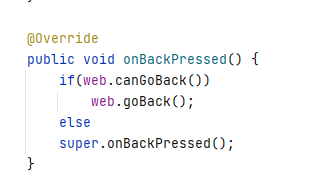 @Override
public void onBackPressed() {
if(web.canGoBack())
web.goBack();
else
super.onBackPressed();
}